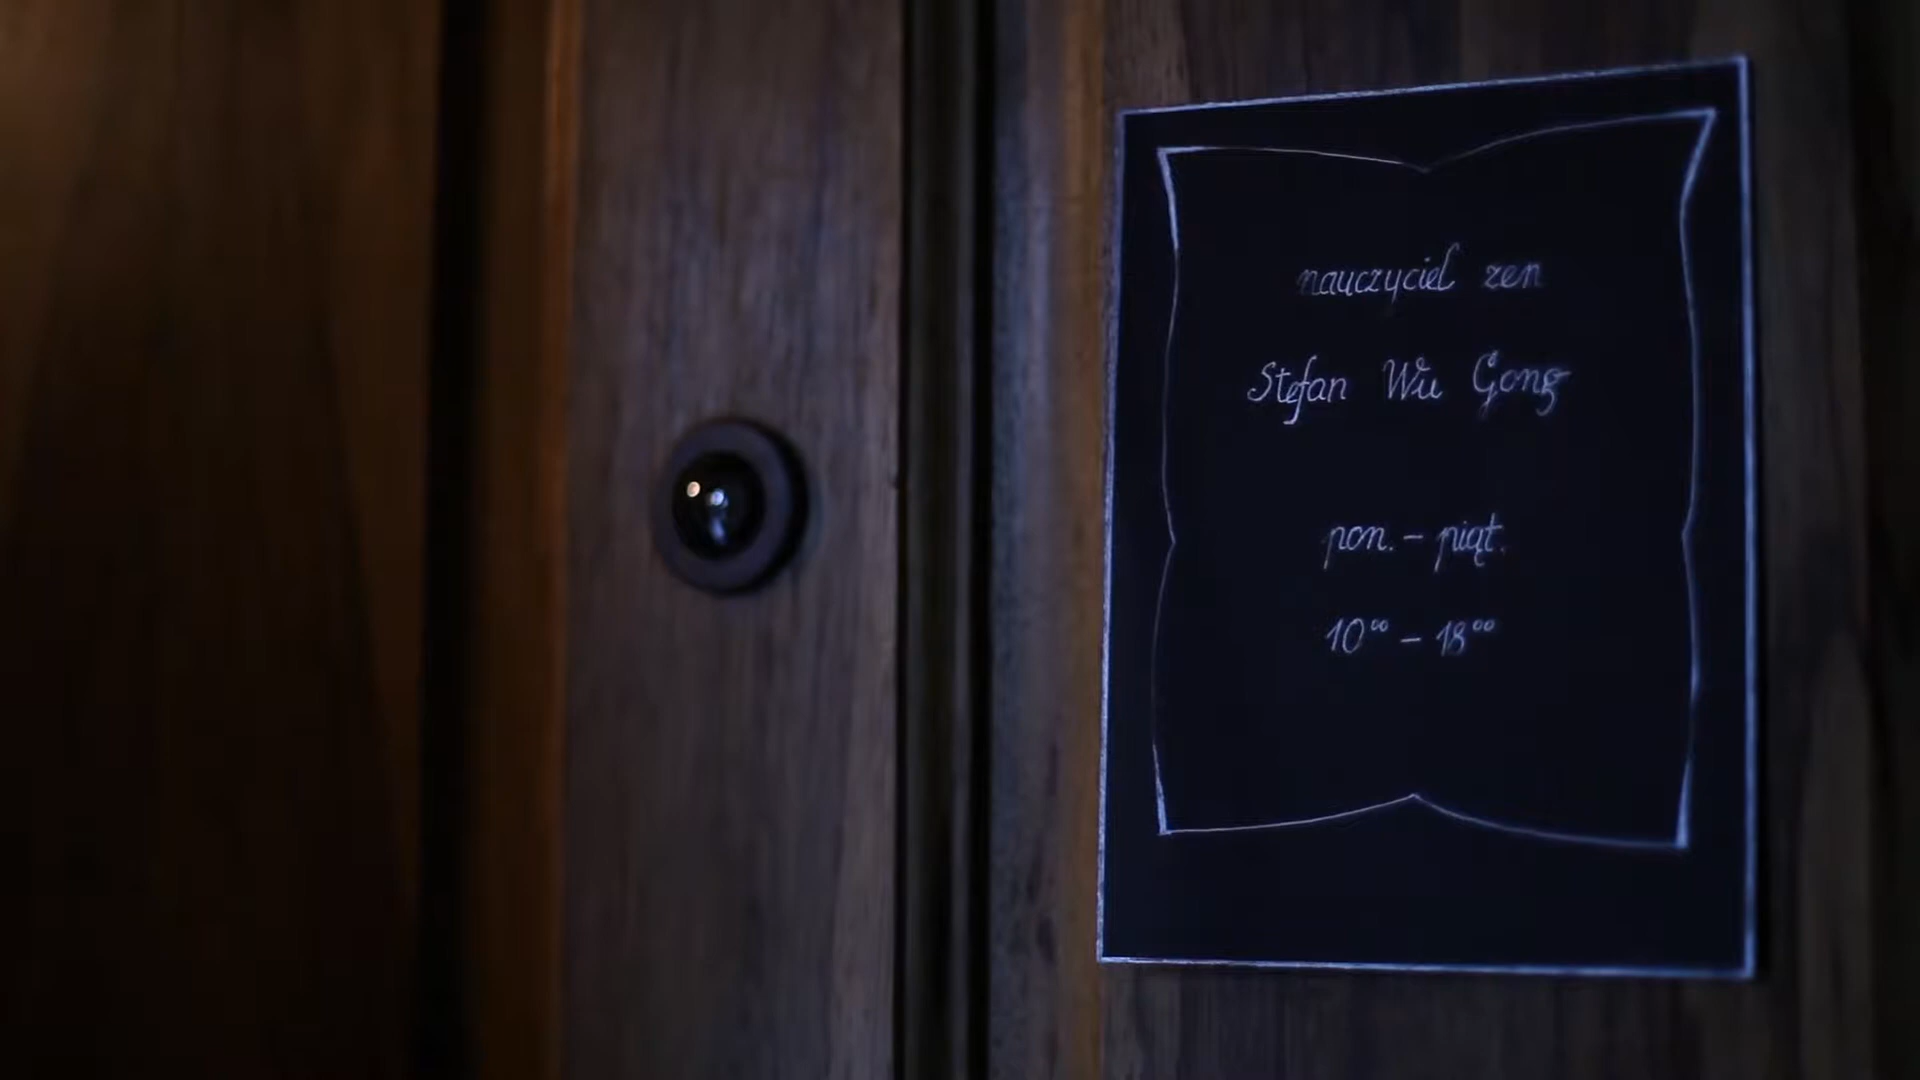 nauczyciel zen
Stefan Wu Gong
pon. - piąt.
10⁰⁰ - 18⁰⁰